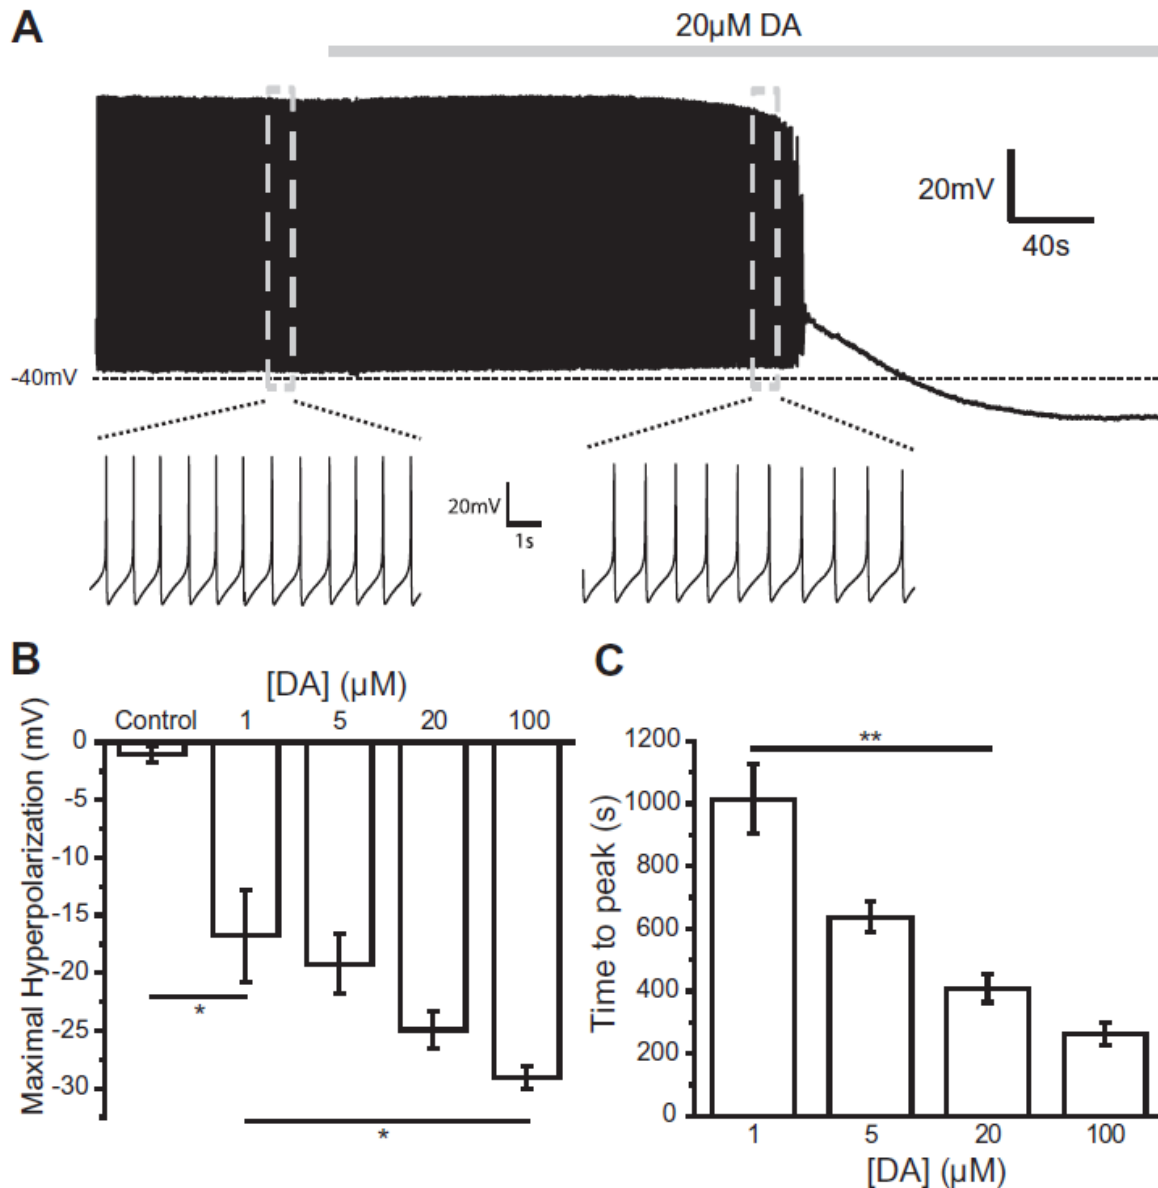 A
20µM DA
20mV
40s
-40mV
20mV
1s
B
[DA] (µM)
Control 1 5 20 100
Maximal Hyperpolarization (mV)
0
-5
-10
-15
-20
-25
-30
*
*
C
Time to peak (s)
1200
1000
800
600
400
200
0
**
1 5 20 100
[DA] (µM)